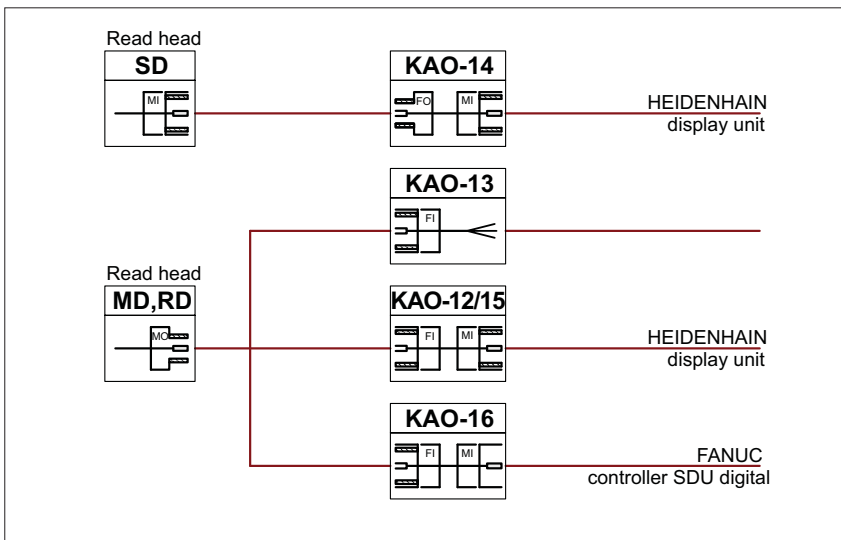 Read head
SD
MI
KAO-14
FO MI
HEIDENHAIN
display unit
KAO-13
FI
Read head
MD,RD
MO
KAO-12/15
FI MI
HEIDENHAIN
display unit
KAO-16
FI MI
FANUC
controller SDU digital